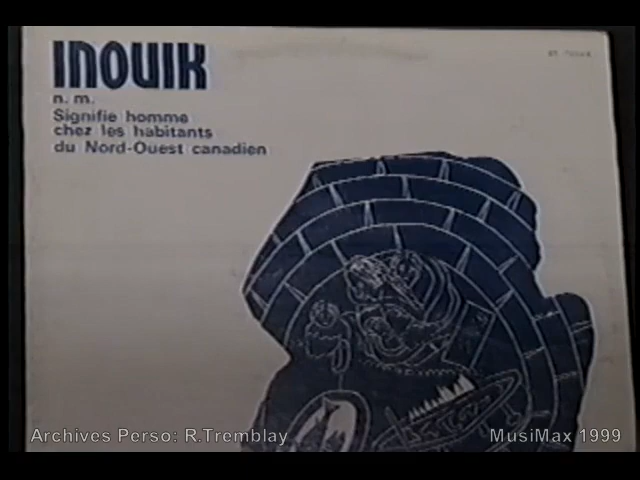 INOUIK
n. m.
Signifie homme
chez les habitants
du Nord-Ouest canadien
Archives Perso: R.Tremblay
MusiMax 1999